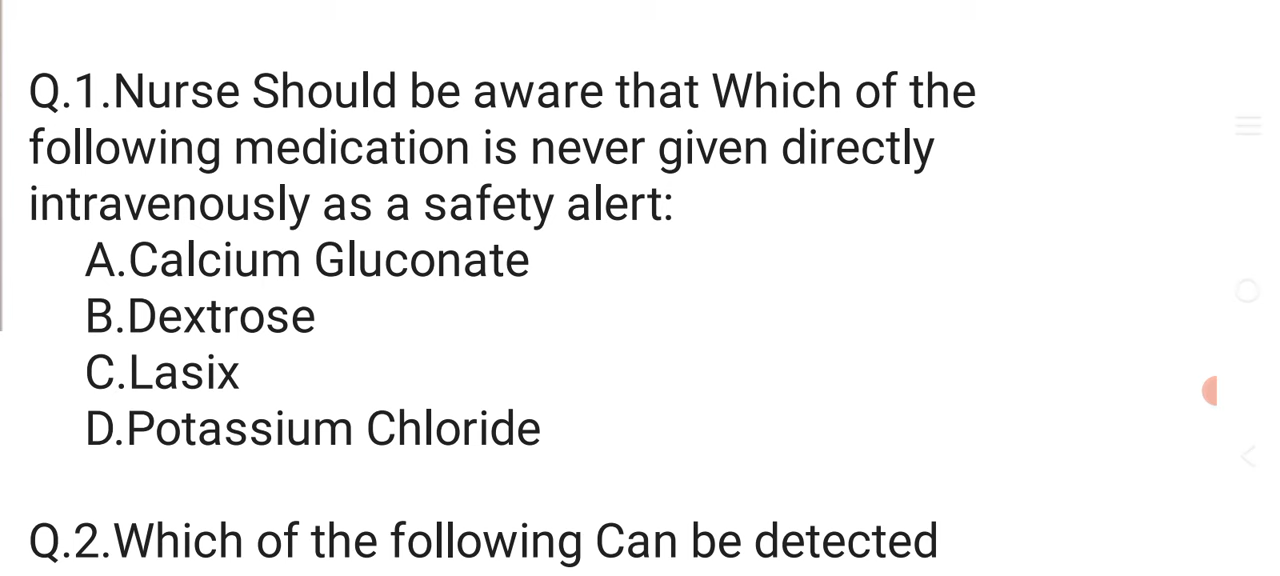 Q.1.Nurse Should be aware that Which of the
following medication is never given directly
intravenously as a safety alert:
A.Calcium Gluconate
B.Dextrose
C.Lasix
D.Potassium Chloride
Q.2.Which of the following Can be detected